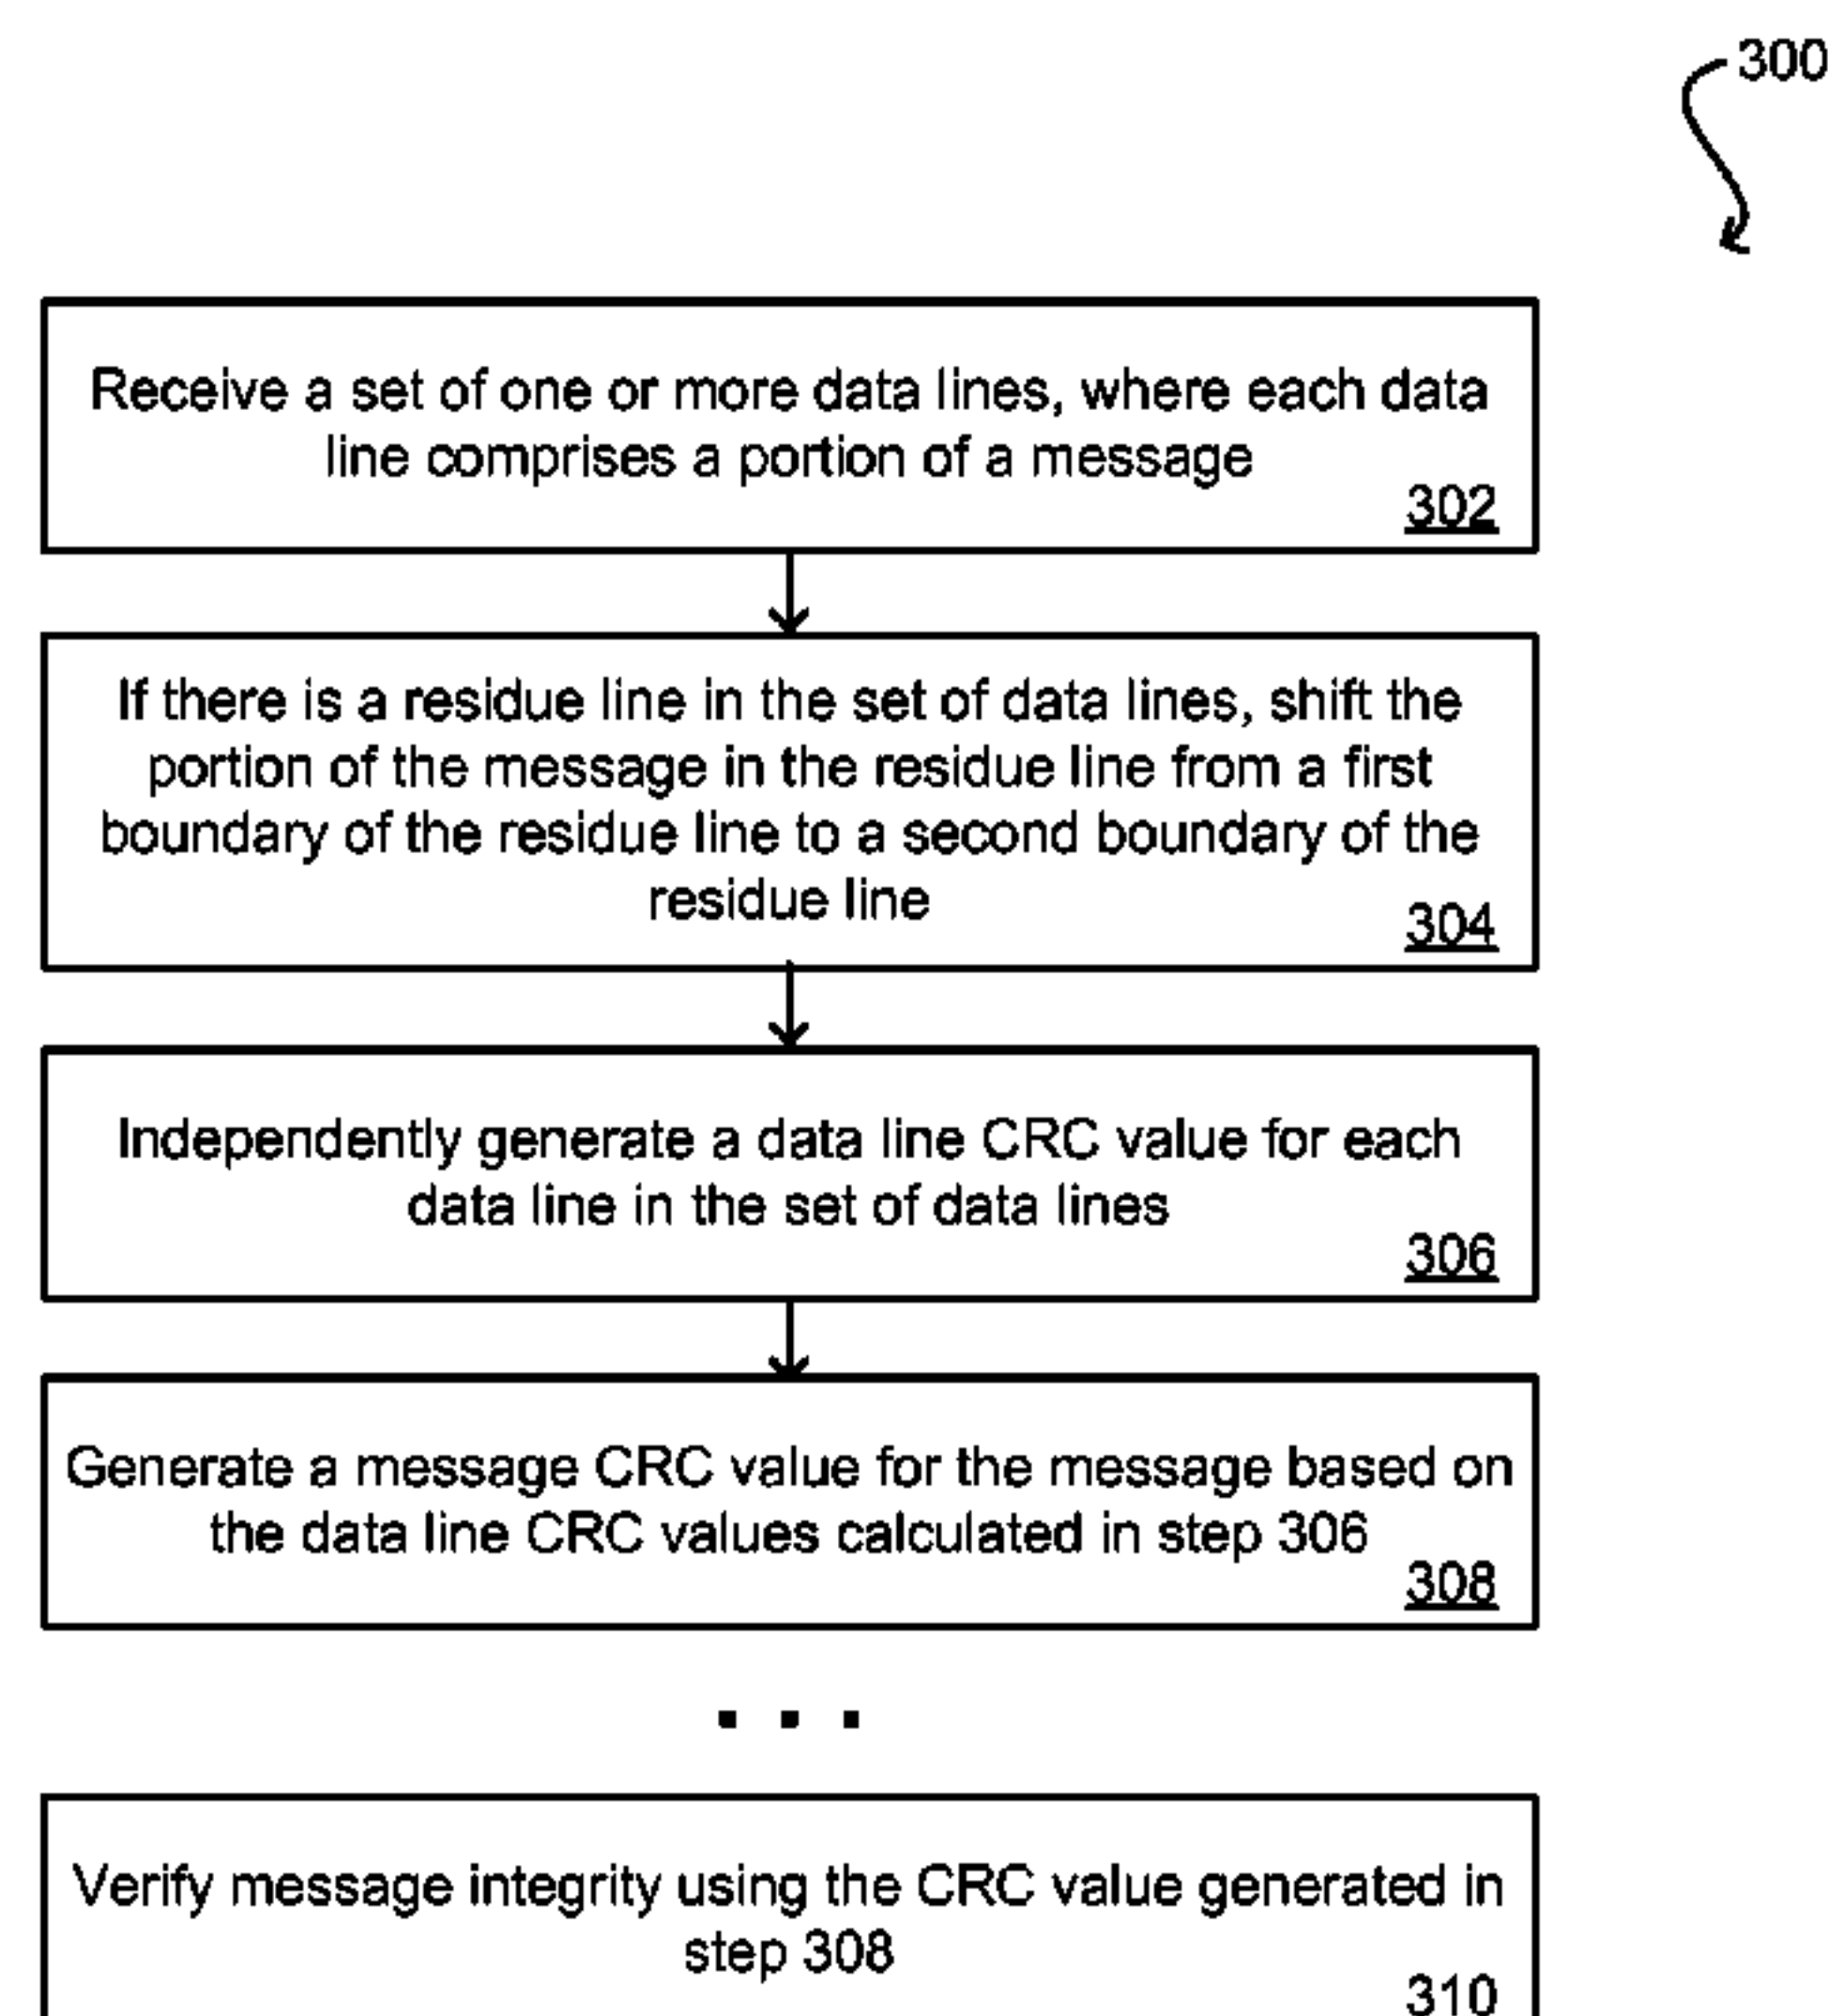 300
Receive a set of one or more data lines, where each data
line comprises a portion of a message
302
If there is a residue line in the set of data lines, shift the
portion of the message in the residue line from a first
boundary of the residue line to a second boundary of the
residue line
304
Independently generate a data line CRC value for each
data line in the set of data lines
306
Generate a message CRC value for the message based on
the data line CRC values calculated in step 306
308
. . .
Verify message integrity using the CRC value generated in
step 308
310